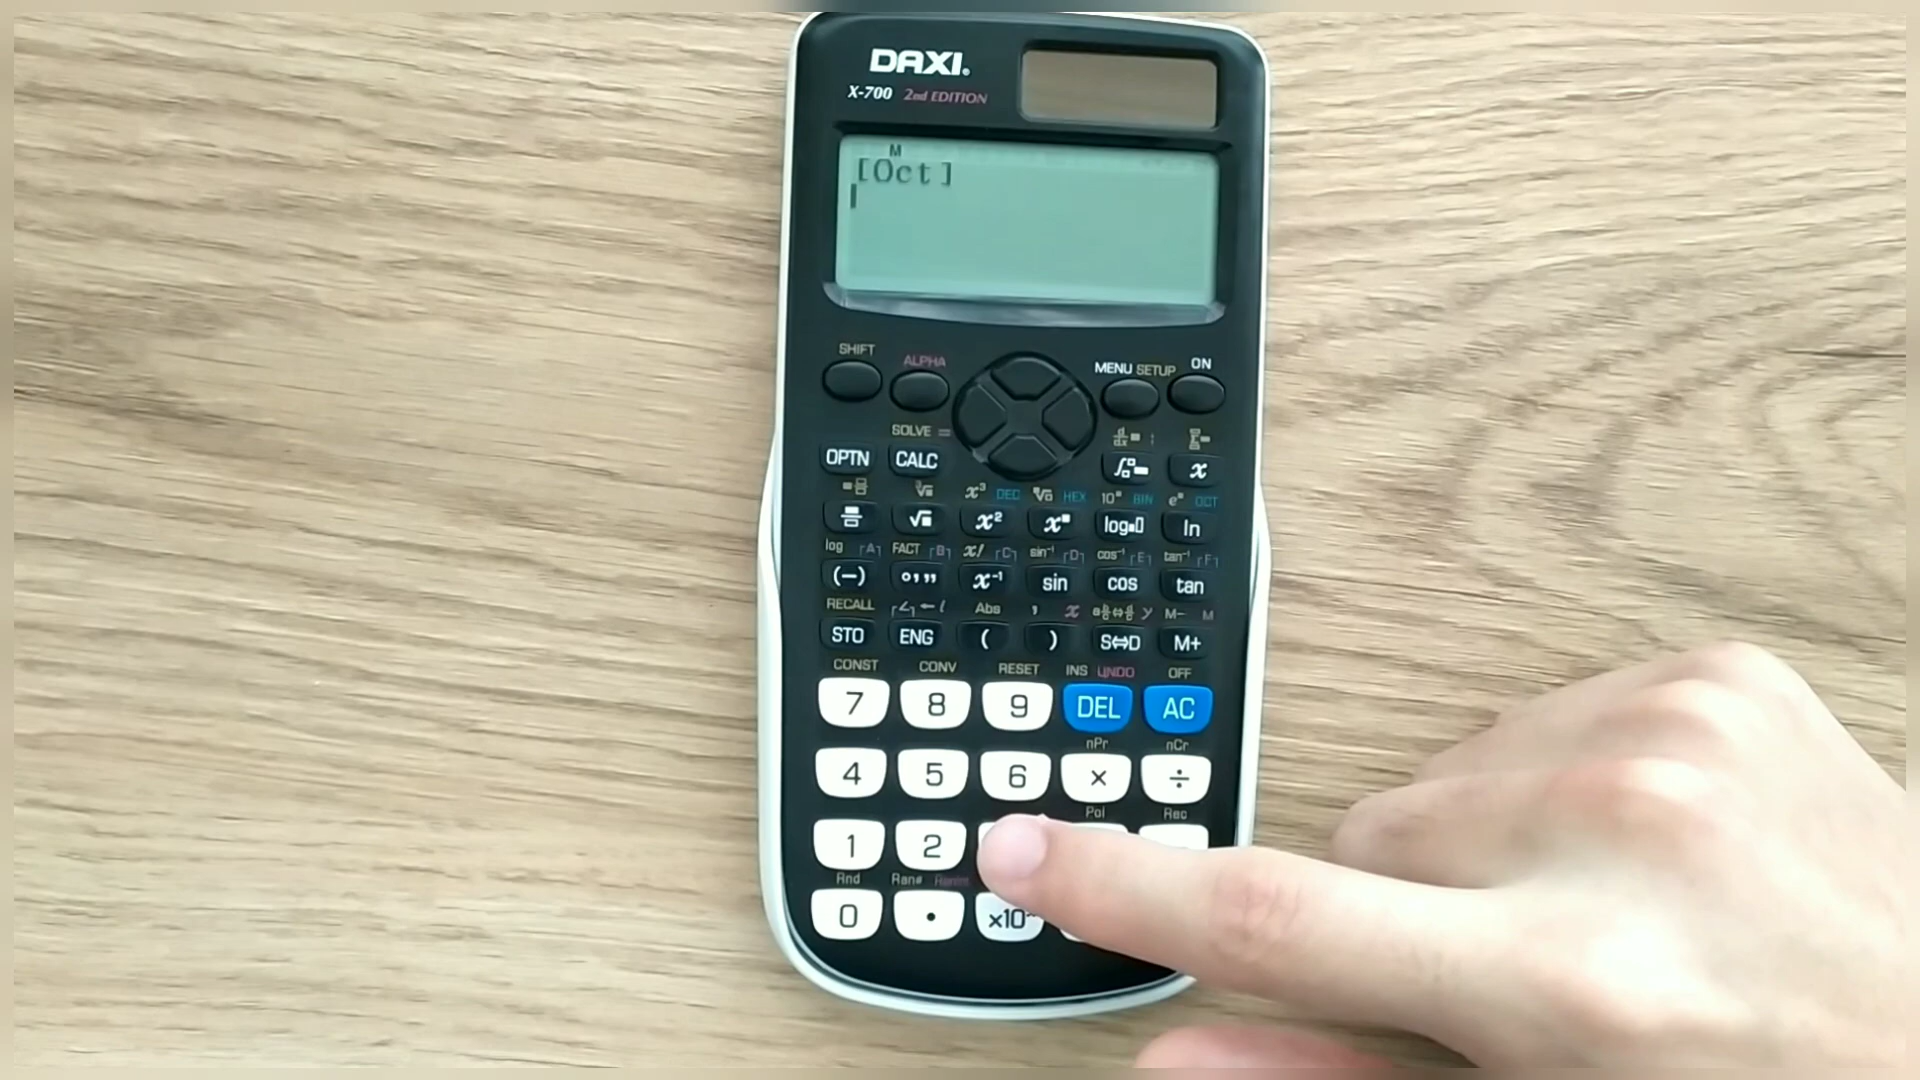 DAXI®
X-700 2nd EDITION
M
[Oct]
SHIFT ALPHA MENU SETUP ON
SOLVE =
OPTN CALC x
x³ DEC HEX 10 BIN e OCT
x² ln
log A FACT B x! C sin⁻¹ D cos⁻¹ E tan⁻¹ F
(−) °,,, x⁻¹ sin cos tan
RECALL Abs , x y M− M
STO ENG ( ) S⇔D M+
CONST CONV RESET INS UNDO OFF
7 8 9 DEL AC
nPr nCr
4 5 6 × ÷
Pol Rec
1 2
Rnd Ran#
0 • ×10